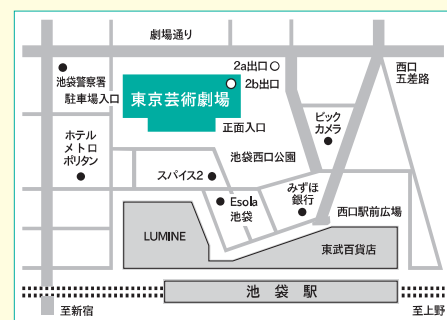 劇場通り
2a出口
2b出口
西口
五差路
池袋警察署
駐車場入口
東京芸術劇場
正面入口
ビック
カメラ
ホテル
メトロ
ポリタン
池袋西口公園
スパイス2
みずほ
銀行
Esola
池袋
西口駅前広場
LUMINE
東武百貨店
池袋駅
至新宿
至上野